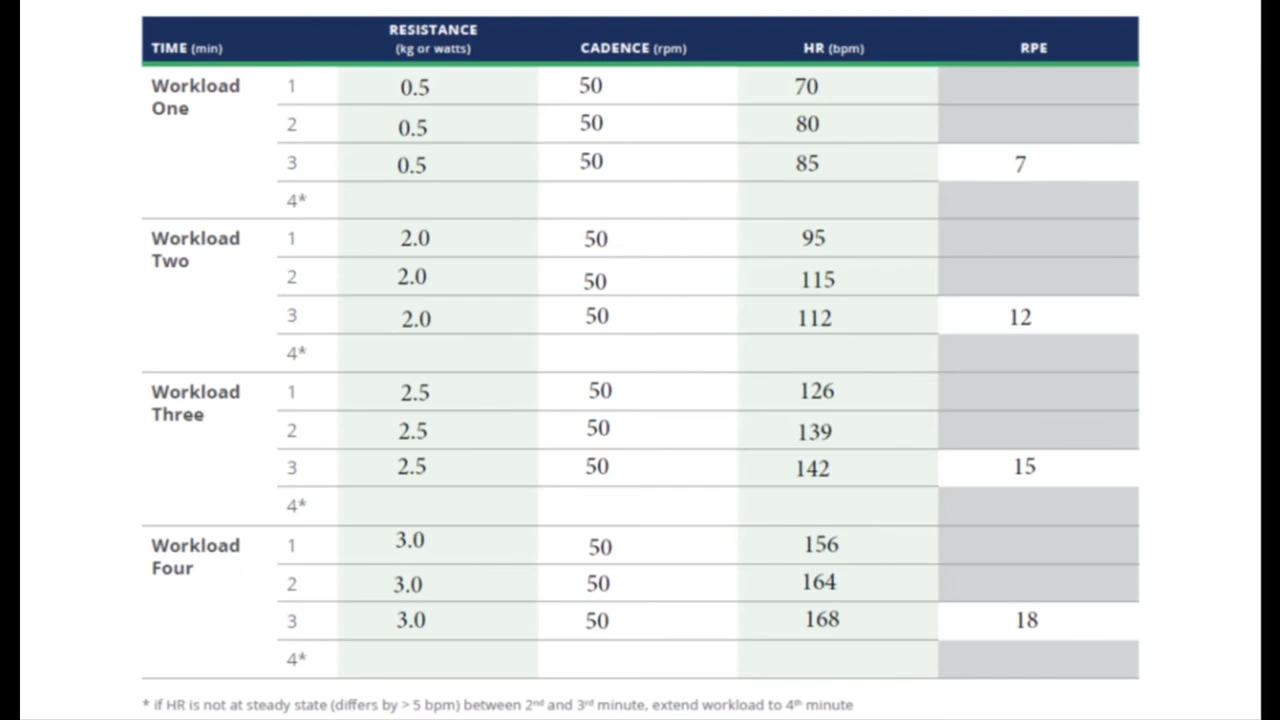 RESISTANCE
TIME (min) (kg or watts) CADENCE (rpm) HR (bpm) RPE
Workload One 1 0.5 50 70
2 0.5 50 80
3 0.5 50 85 7
4*
Workload Two 1 2.0 50 95
2 2.0 50 115
3 2.0 50 112 12
4*
Workload Three 1 2.5 50 126
2 2.5 50 139
3 2.5 50 142 15
4*
Workload Four 1 3.0 50 156
2 3.0 50 164
3 3.0 50 168 18
4*
* if HR is not at steady state (differs by > 5 bpm) between 2nd and 3rd minute, extend workload to 4th minute